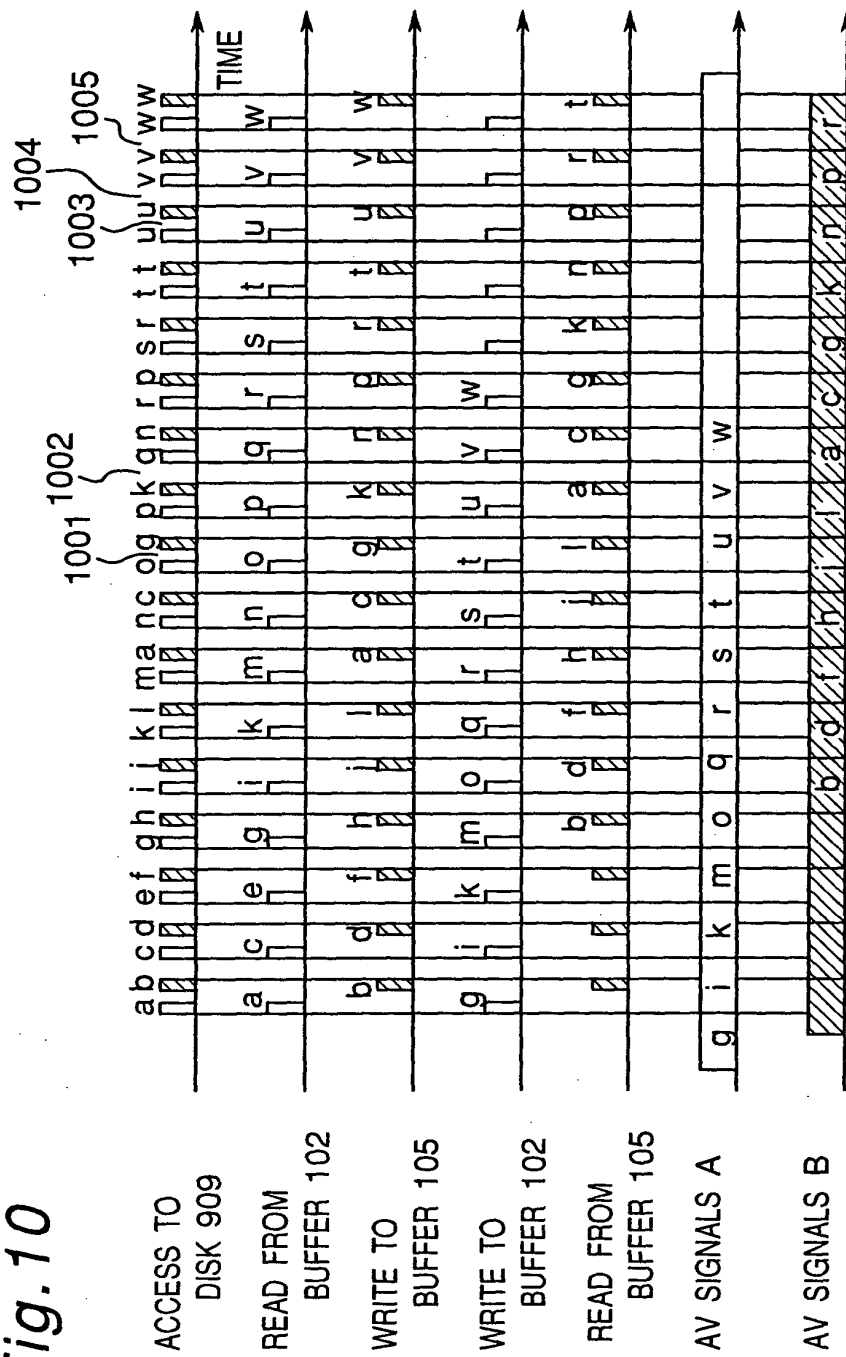 Fig.10
1001 1002 1003 1004 1005
ACCESS TO DISK 909
a b c d e f g h i j k l m a n c o g p k q n r p s r t t u u v v w w
TIME
READ FROM BUFFER 102
a c e g i k m n o p q r s t u v w
WRITE TO BUFFER 105
b d f h j l a c g k n p r t u v w
WRITE TO BUFFER 102
g i k m o q r s t u v w
READ FROM BUFFER 105
b d f h j l a c g k n p r t
AV SIGNALS A
g i k m o q r s t u v w
AV SIGNALS B
b d f h j l a c g k n p r